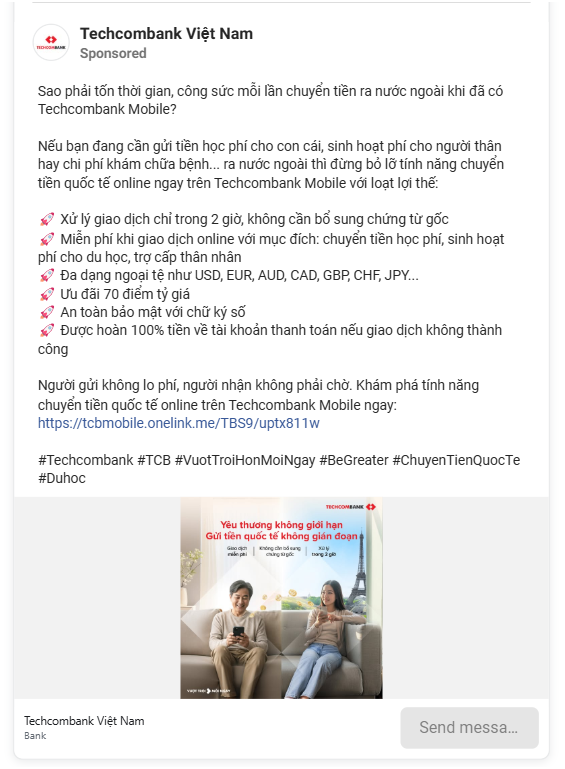 Techcombank Việt Nam
Sponsored
TECHCOMBANK
Sao phải tốn thời gian, công sức mỗi lần chuyển tiền ra nước ngoài khi đã có
Techcombank Mobile?
Nếu bạn đang cần gửi tiền học phí cho con cái, sinh hoạt phí cho người thân
hay chi phí khám chữa bệnh... ra nước ngoài thì đừng bỏ lỡ tính năng chuyển
tiền quốc tế online ngay trên Techcombank Mobile với loạt lợi thế:
🚀 Xử lý giao dịch chỉ trong 2 giờ, không cần bổ sung chứng từ gốc
🚀 Miễn phí khi giao dịch online với mục đích: chuyển tiền học phí, sinh hoạt
phí cho du học, trợ cấp thân nhân
🚀 Đa dạng ngoại tệ như USD, EUR, AUD, CAD, GBP, CHF, JPY...
🚀 Ưu đãi 70 điểm tỷ giá
🚀 An toàn bảo mật với chữ ký số
🚀 Được hoàn 100% tiền về tài khoản thanh toán nếu giao dịch không thành
công
Người gửi không lo phí, người nhận không phải chờ. Khám phá tính năng
chuyển tiền quốc tế online trên Techcombank Mobile ngay:
https://tcbmobile.onelink.me/TBS9/uptx811w
#Techcombank #TCB #VuotTroiHonMoiNgay #BeGreater #ChuyenTienQuocTe
#Duhoc
TECHCOMBANK
Yêu thương không giới hạn
Gửi tiền quốc tế không gián đoạn
Giao dịch
miễn phí
Không cần bổ sung
chứng từ gốc
Xử lý
trong 2 giờ
VƯỢT TRỘI MỖI NGÀY
Techcombank Việt Nam
Bank
Send messa...